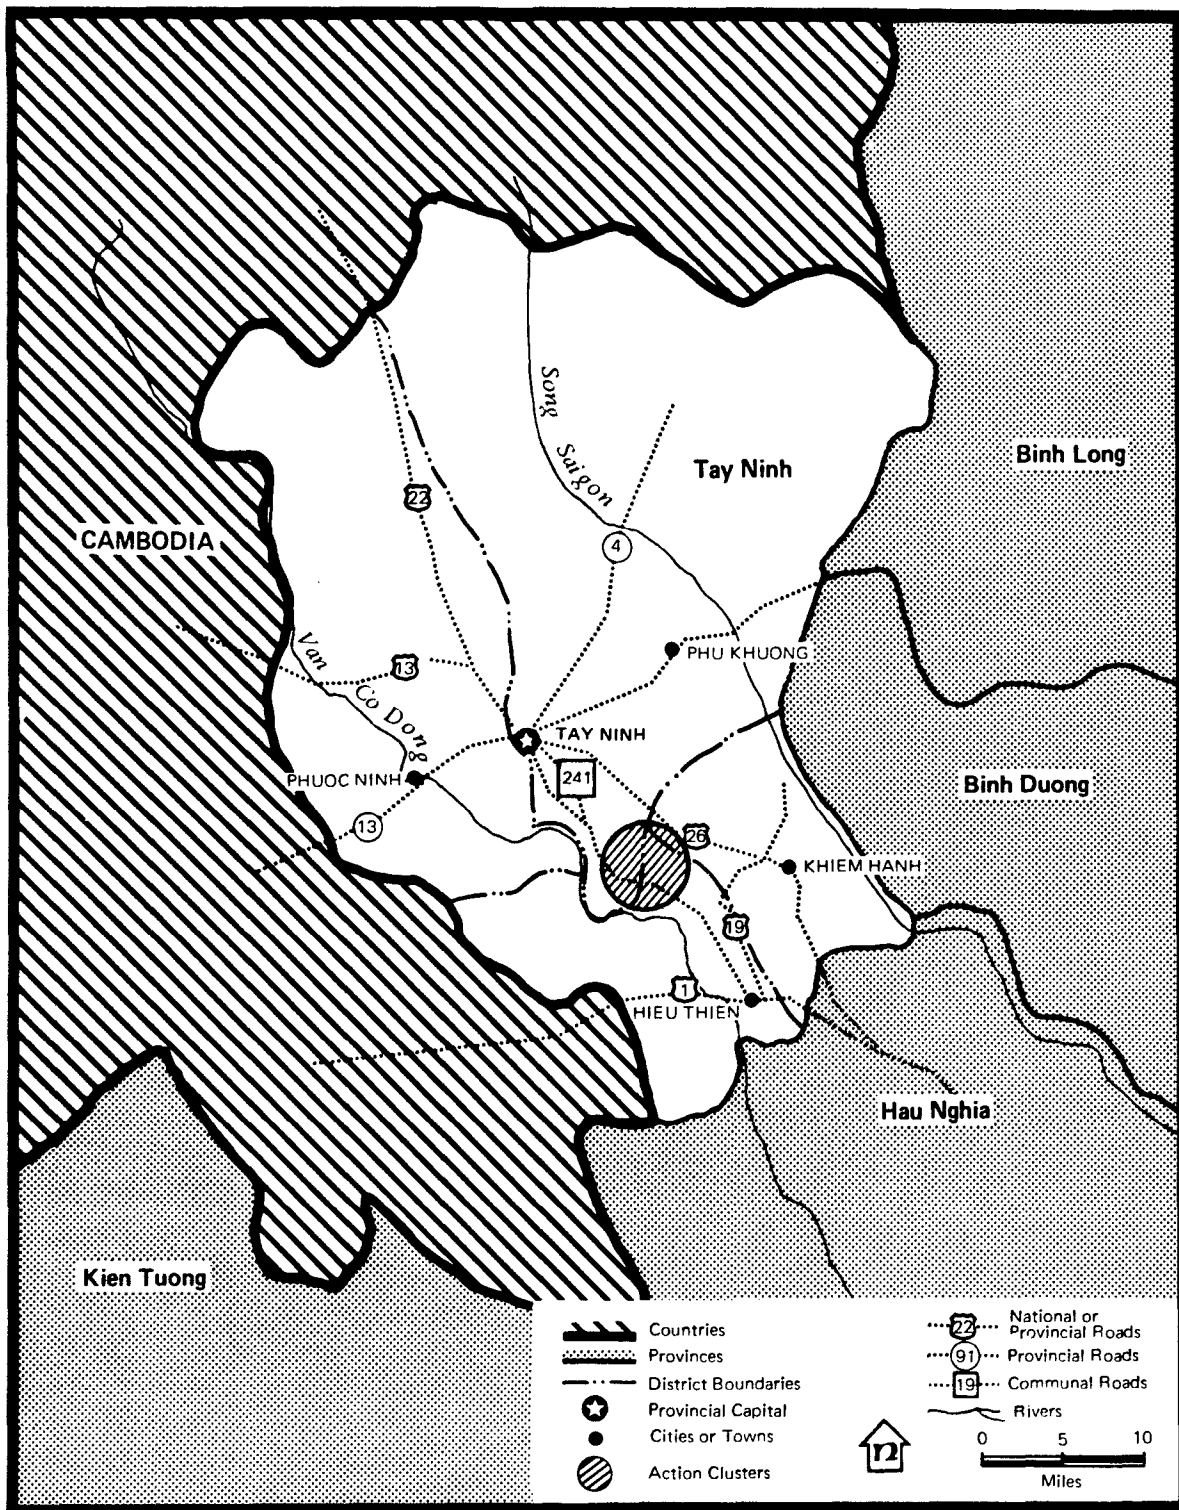 Song
Saigon
Binh Long
Tay Ninh
22
CAMBODIA
4
Van
Co Dong
13
PHU KHUONG
TAY NINH
PHUOC NINH
241
Binh Duong
13
26
KHIEM HANH
19
1
HIEU THIEN
Hau Nghia
Kien Tuong
Countries
Provinces
District Boundaries
Provincial Capital
Cities or Towns
Action Clusters
22
National or
Provincial Roads
91
Provincial Roads
19
Communal Roads
Rivers
n
0 5 10
Miles